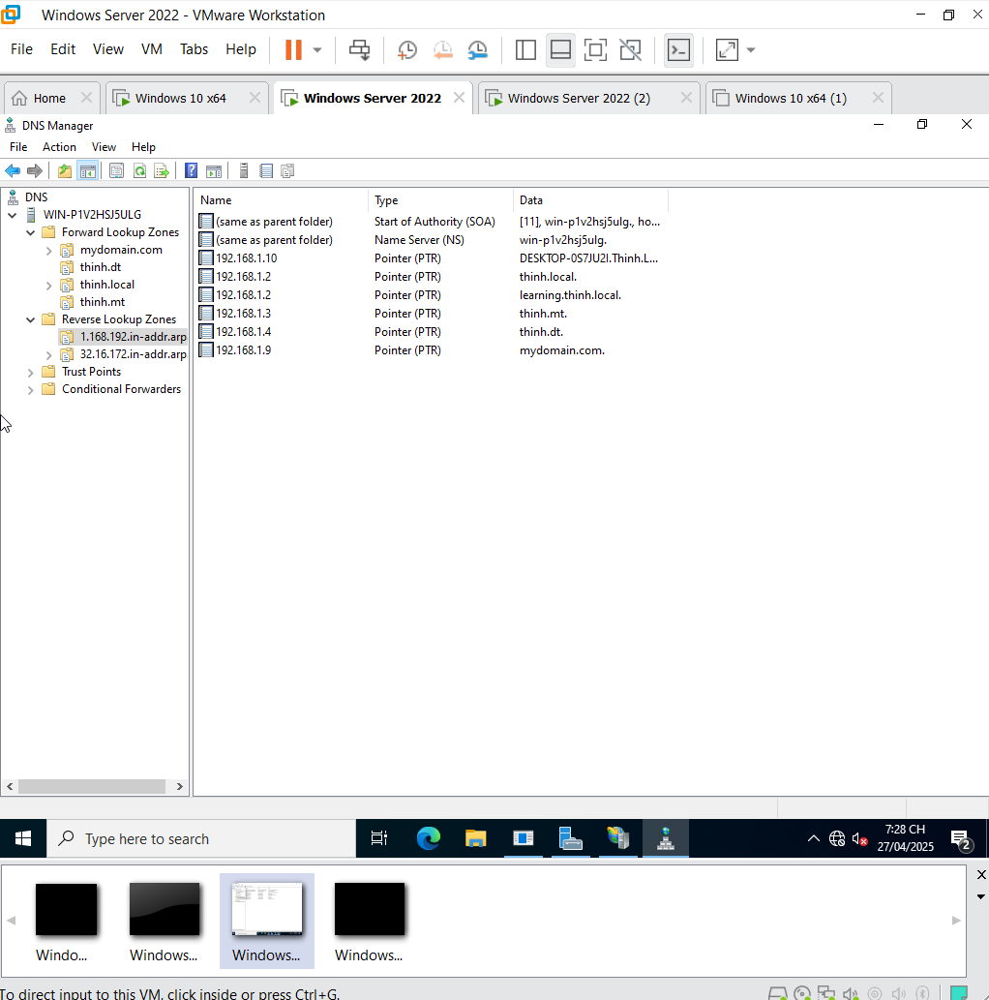 Windows Server 2022 - VMware Workstation
File Edit View VM Tabs Help
Home Windows 10 x64 Windows Server 2022 Windows Server 2022 (2) Windows 10 x64 (1)
DNS Manager
File Action View Help
DNS
WIN-P1V2HSJ5ULG
Forward Lookup Zones
mydomain.com
thinh.dt
thinh.local
thinh.mt
Reverse Lookup Zones
1.168.192.in-addr.arp
32.16.172.in-addr.arp
Trust Points
Conditional Forwarders
Name Type Data
(same as parent folder) Start of Authority (SOA) [11], win-p1v2hsj5ulg., ho...
(same as parent folder) Name Server (NS) win-p1v2hsj5ulg.
192.168.1.10 Pointer (PTR) DESKTOP-0S7JU2I.Thinh.L...
192.168.1.2 Pointer (PTR) thinh.local.
192.168.1.2 Pointer (PTR) learning.thinh.local.
192.168.1.3 Pointer (PTR) thinh.mt.
192.168.1.4 Pointer (PTR) thinh.dt.
192.168.1.9 Pointer (PTR) mydomain.com.
Type here to search
7:28 CH
27/04/2025
2
Windo... Windows... Windows... Windows...
To direct input to this VM, click inside or press Ctrl+G.